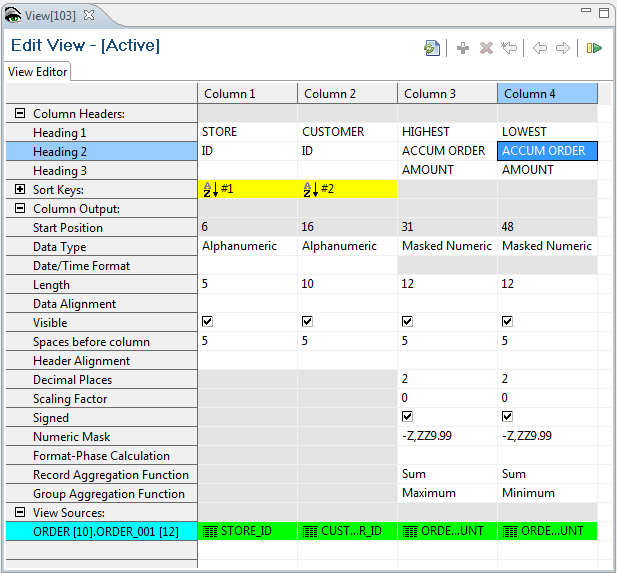 View[103]
Edit View - [Active]
View Editor
Column 1 Column 2 Column 3 Column 4
Column Headers:
Heading 1 STORE CUSTOMER HIGHEST LOWEST
Heading 2 ID ID ACCUM ORDER ACCUM ORDER
Heading 3 AMOUNT AMOUNT
Sort Keys: #1 #2
Column Output:
Start Position 6 16 31 48
Data Type Alphanumeric Alphanumeric Masked Numeric Masked Numeric
Date/Time Format
Length 5 10 12 12
Data Alignment
Visible
Spaces before column 5 5 5 5
Header Alignment
Decimal Places 2 2
Scaling Factor 0 0
Signed
Numeric Mask -Z,ZZ9.99 -Z,ZZ9.99
Format-Phase Calculation
Record Aggregation Function Sum Sum
Group Aggregation Function Maximum Minimum
View Sources:
ORDER [10].ORDER_001 [12] STORE_ID CUST...R_ID ORDE...UNT ORDE...UNT